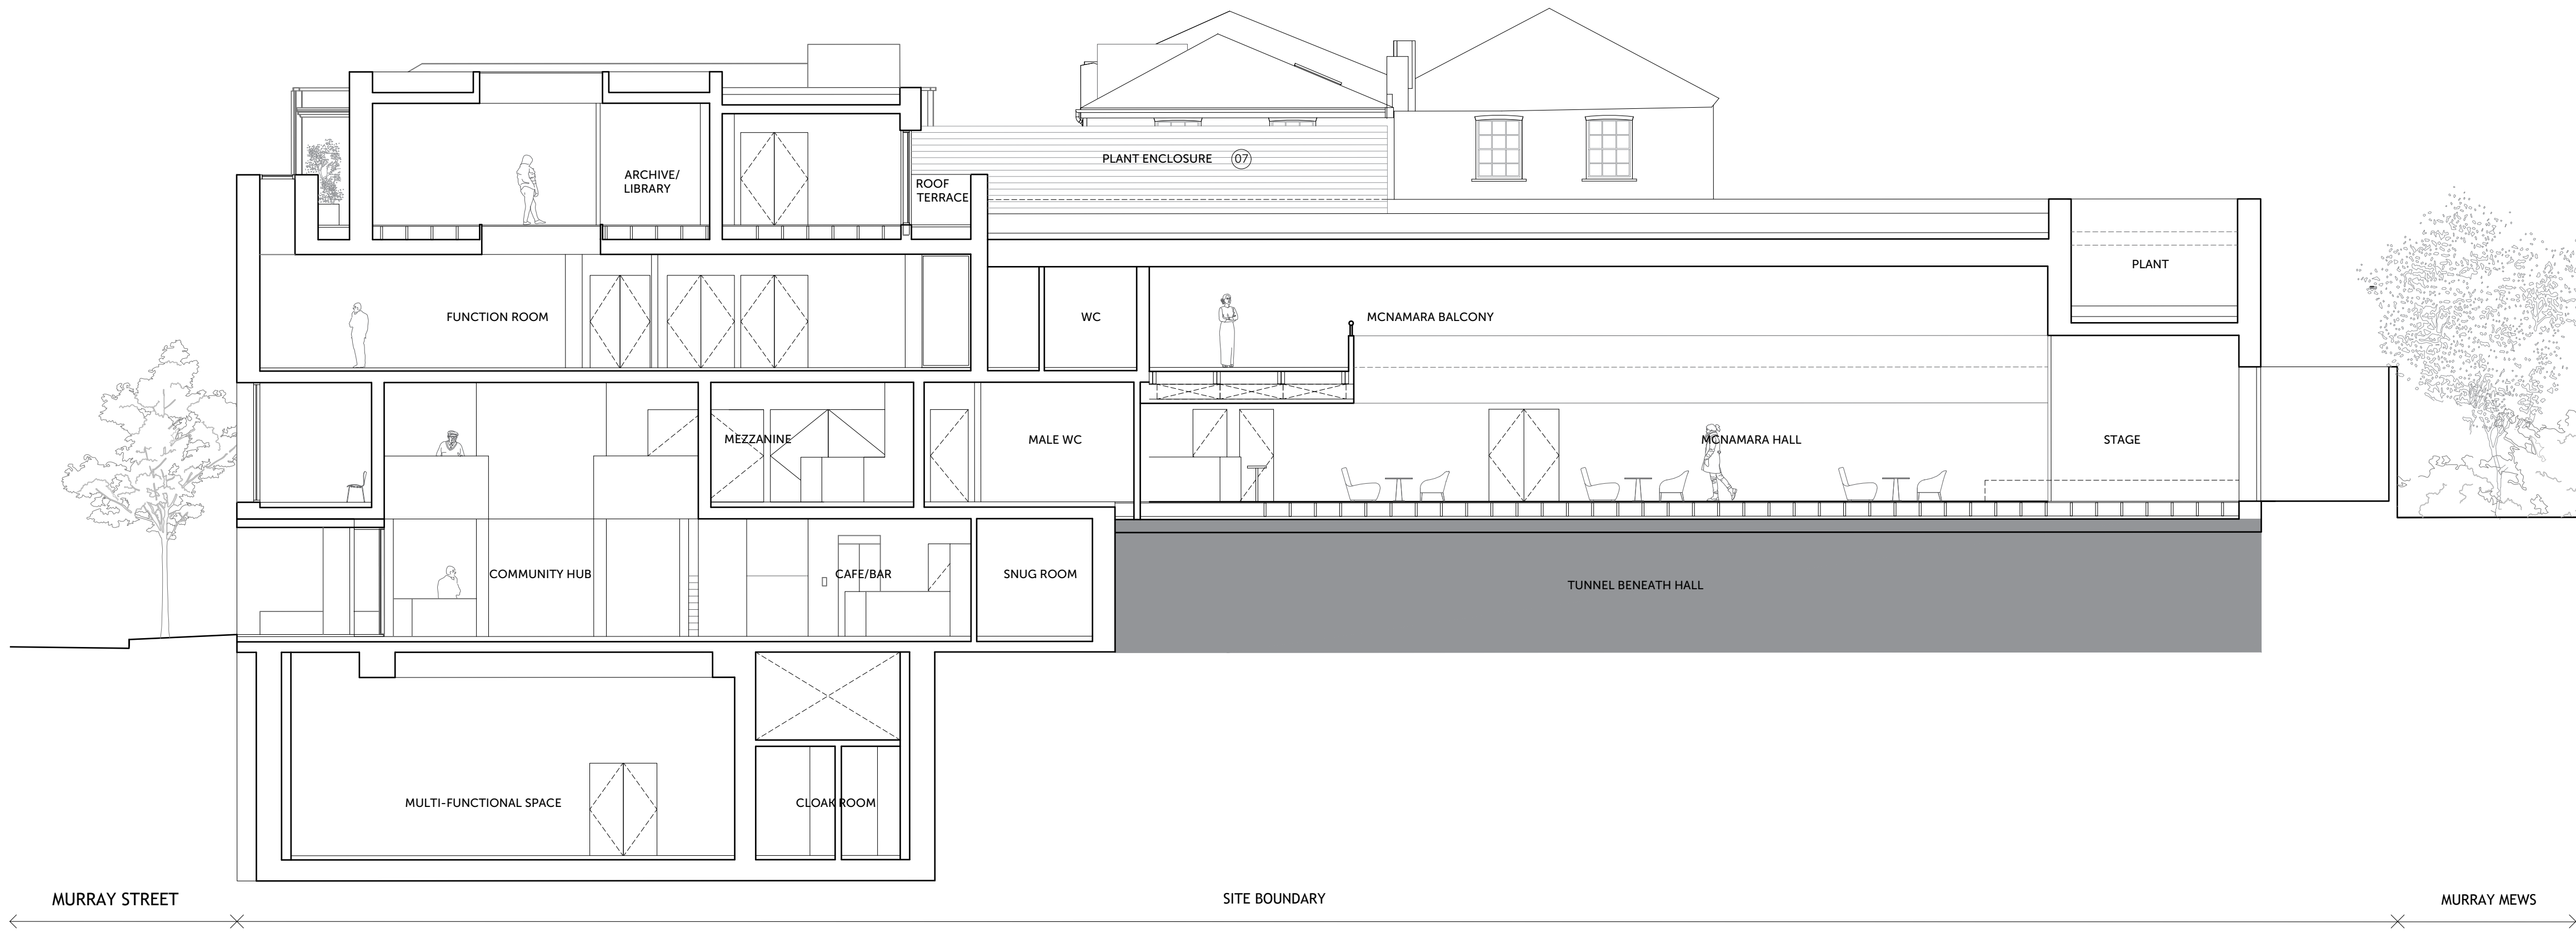 PLANT ENCLOSURE 07
ARCHIVE/
LIBRARY
ROOF
TERRACE
PLANT
FUNCTION ROOM
WC
MCNAMARA BALCONY
MEZZANINE
MALE WC
MCNAMARA HALL
STAGE
COMMUNITY HUB
CAFE/BAR
SNUG ROOM
TUNNEL BENEATH HALL
MULTI-FUNCTIONAL SPACE
CLOAK ROOM
MURRAY STREET
SITE BOUNDARY
MURRAY MEWS